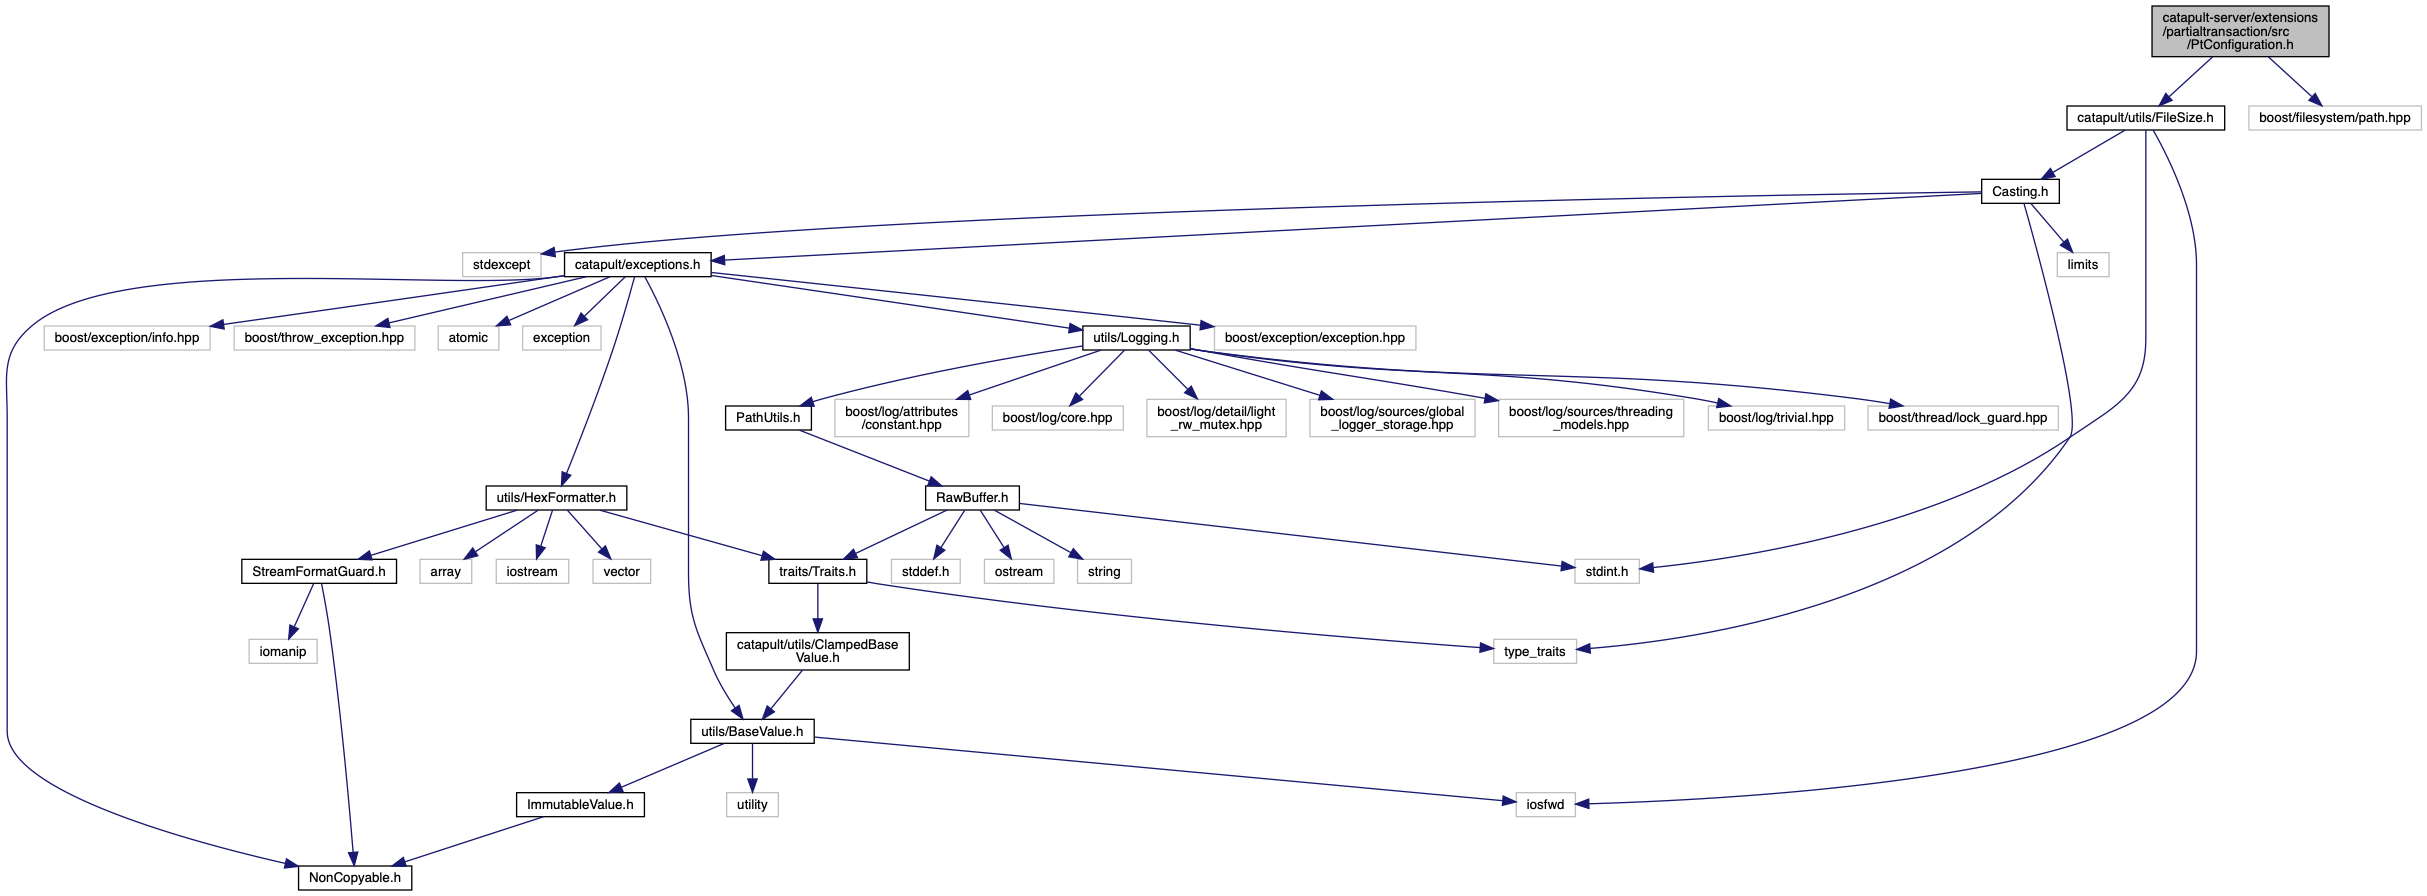 catapult-server/extensions
/partialtransaction/src
/PtConfiguration.h
catapult/utils/FileSize.h
boost/filesystem/path.hpp
Casting.h
stdexcept
catapult/exceptions.h
limits
boost/exception/info.hpp
boost/throw_exception.hpp
atomic
exception
utils/Logging.h
boost/exception/exception.hpp
PathUtils.h
boost/log/attributes
/constant.hpp
boost/log/core.hpp
boost/log/detail/light
_rw_mutex.hpp
boost/log/sources/global
_logger_storage.hpp
boost/log/sources/threading
_models.hpp
boost/log/trivial.hpp
boost/thread/lock_guard.hpp
utils/HexFormatter.h
RawBuffer.h
StreamFormatGuard.h
array
iostream
vector
traits/Traits.h
stddef.h
ostream
string
stdint.h
iomanip
catapult/utils/ClampedBase
Value.h
type_traits
utils/BaseValue.h
ImmutableValue.h
utility
iosfwd
NonCopyable.h